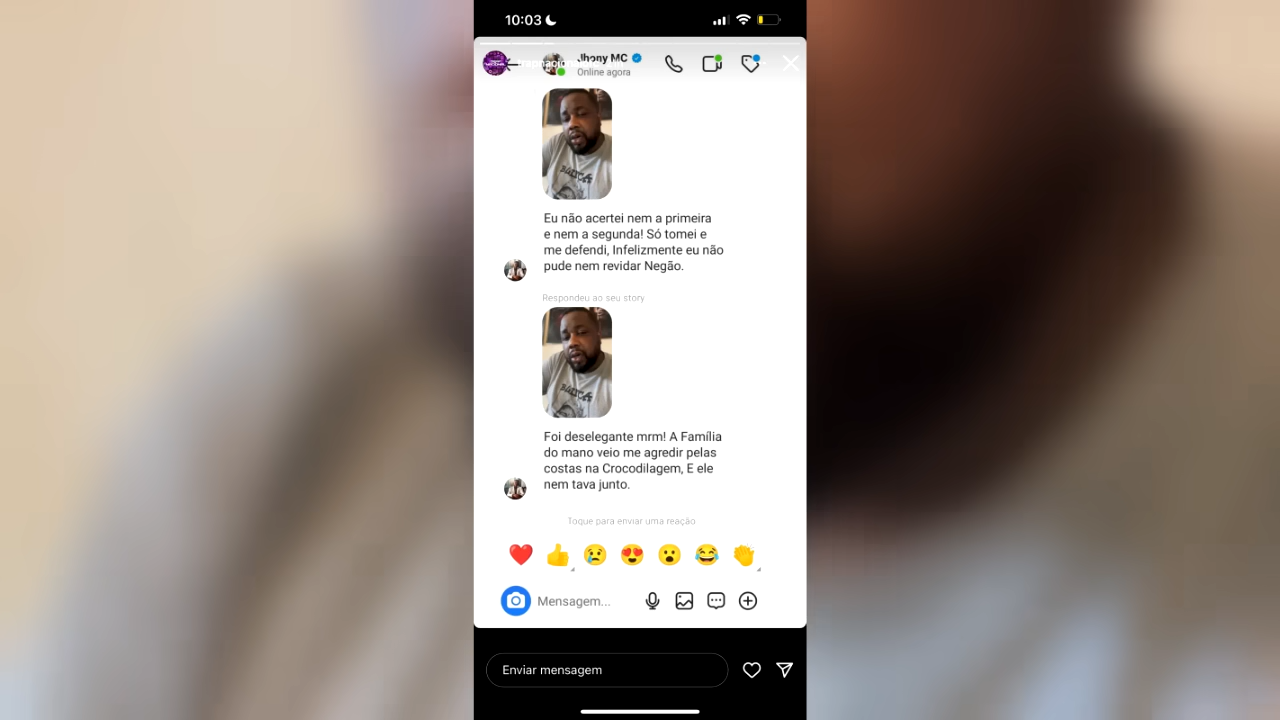 10:03
Jhony MC
Online agora
Eu não acertei nem a primeira
e nem a segunda! Só tomei e
me defendi, Infelizmente eu não
pude nem revidar Negão.
Respondeu ao seu story
Foi deselegante mrm! A Família
do mano veio me agredir pelas
costas na Crocodilagem, E ele
nem tava junto.
Toque para enviar uma reação
Mensagem...
Enviar mensagem